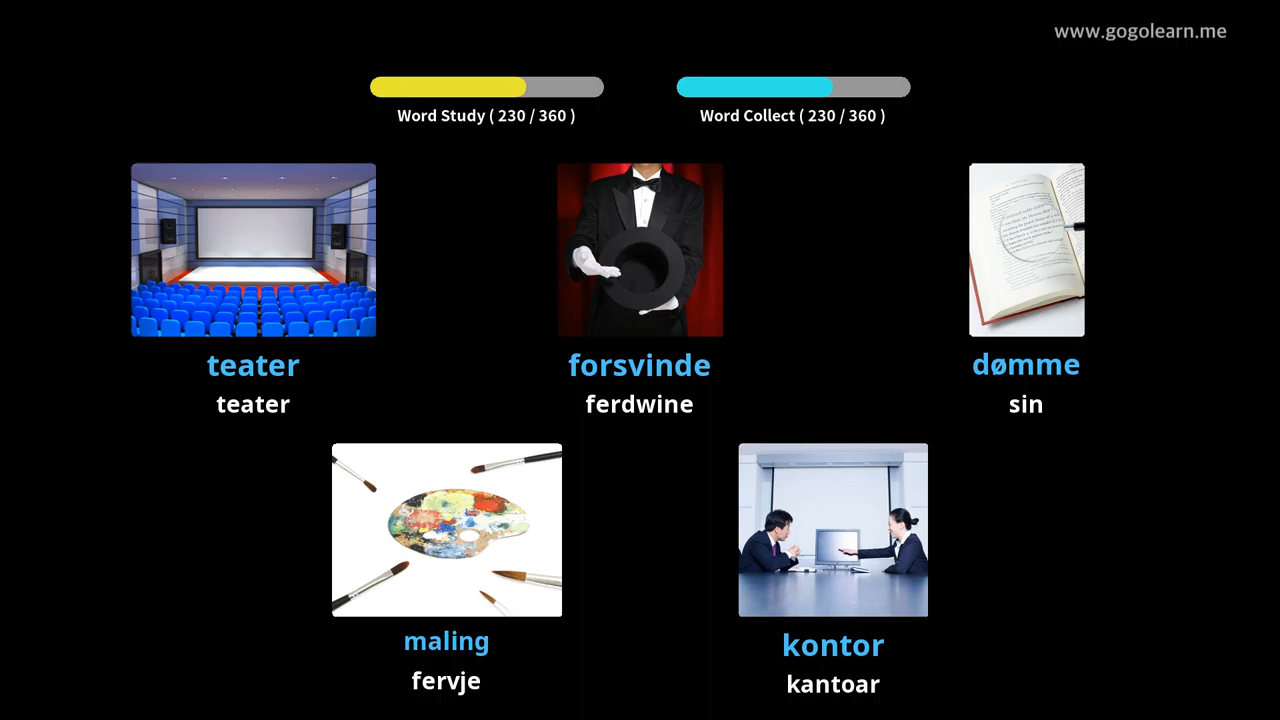 www.gogolearn.me
Word Study ( 230 / 360 )
Word Collect ( 230 / 360 )
teater
teater
forsvinde
ferdwine
dømme
sin
maling
fervje
kontor
kantoar